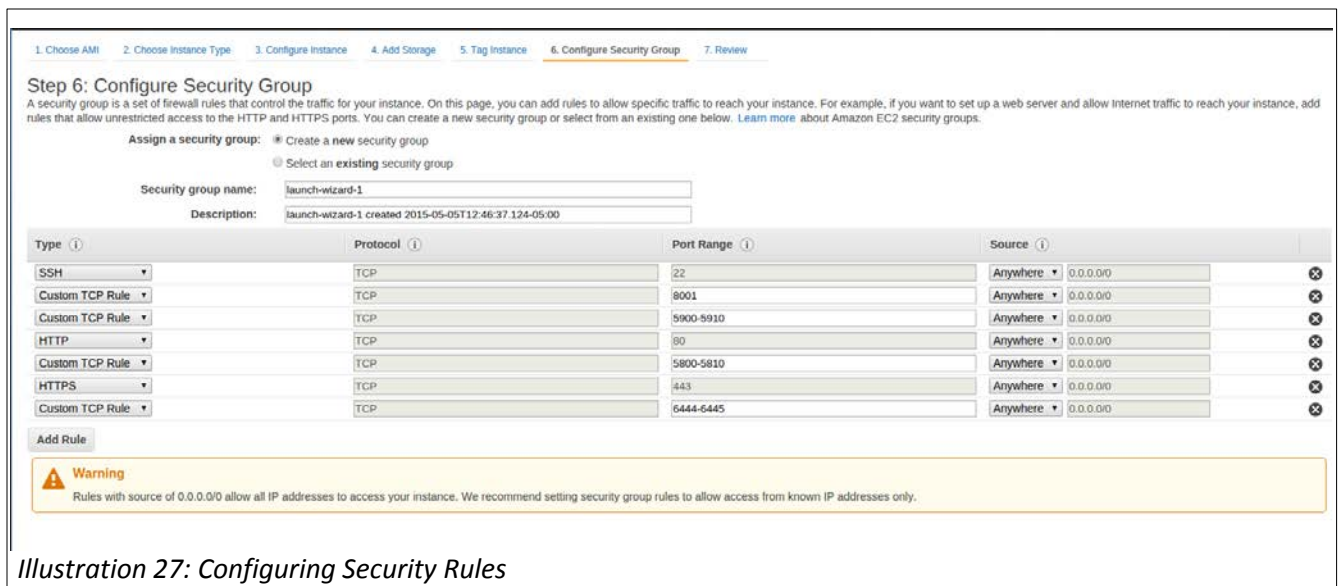 1. Choose AMI 2. Choose Instance Type 3. Configure Instance 4. Add Storage 5. Tag Instance 6. Configure Security Group 7. Review
Step 6: Configure Security Group
A security group is a set of firewall rules that control the traffic for your instance. On this page, you can add rules to allow specific traffic to reach your instance. For example, if you want to set up a web server and allow Internet traffic to reach your instance, add
rules that allow unrestricted access to the HTTP and HTTPS ports. You can create a new security group or select from an existing one below. Learn more about Amazon EC2 security groups.
Assign a security group: Create a new security group
Select an existing security group
Security group name: launch-wizard-1
Description: launch-wizard-1 created 2015-05-05T12:46:37.124-05:00
Type Protocol Port Range Source
SSH TCP 22 Anywhere 0.0.0.0/0
Custom TCP Rule TCP 8001 Anywhere 0.0.0.0/0
Custom TCP Rule TCP 5900-5910 Anywhere 0.0.0.0/0
HTTP TCP 80 Anywhere 0.0.0.0/0
Custom TCP Rule TCP 5800-5810 Anywhere 0.0.0.0/0
HTTPS TCP 443 Anywhere 0.0.0.0/0
Custom TCP Rule TCP 6444-6445 Anywhere 0.0.0.0/0
Add Rule
Warning
Rules with source of 0.0.0.0/0 allow all IP addresses to access your instance. We recommend setting security group rules to allow access from known IP addresses only.
Illustration 27: Configuring Security Rules